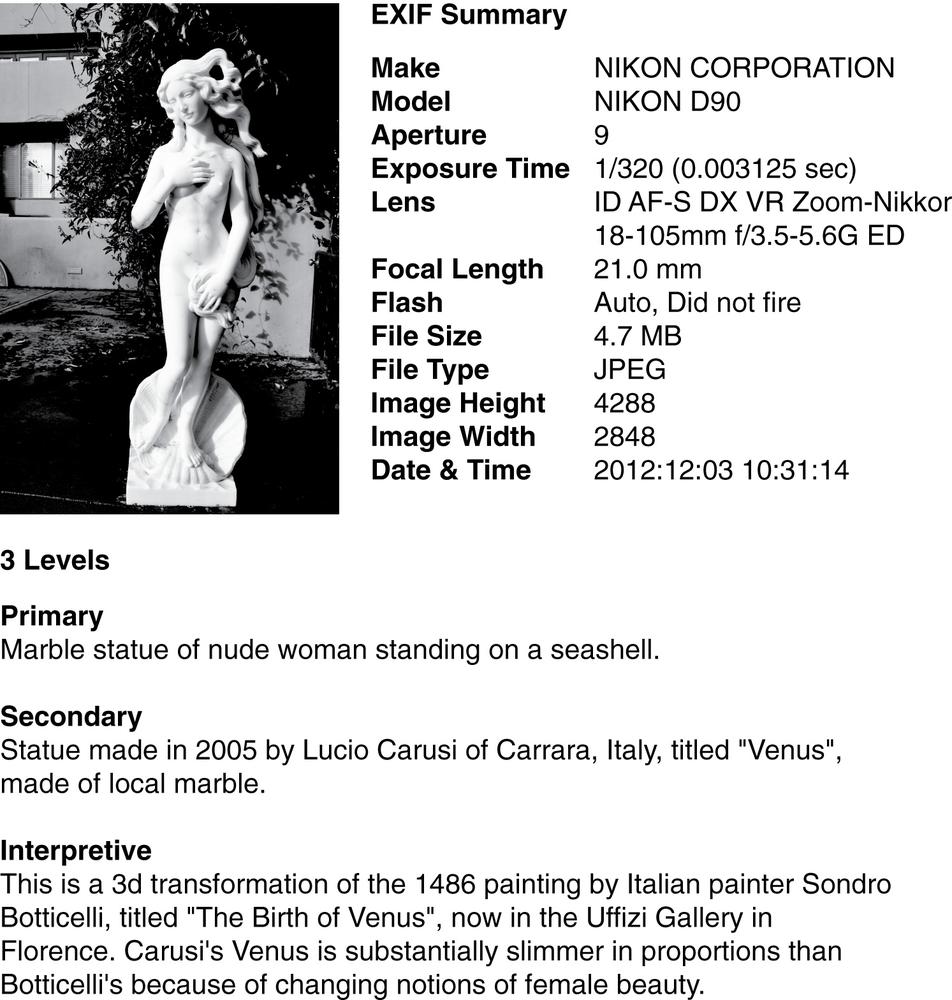 EXIF Summary
Make NIKON CORPORATION
Model NIKON D90
Aperture 9
Exposure Time 1/320 (0.003125 sec)
Lens ID AF-S DX VR Zoom-Nikkor
18-105mm f/3.5-5.6G ED
Focal Length 21.0 mm
Flash Auto, Did not fire
File Size 4.7 MB
File Type JPEG
Image Height 4288
Image Width 2848
Date & Time 2012:12:03 10:31:14
3 Levels
Primary
Marble statue of nude woman standing on a seashell.
Secondary
Statue made in 2005 by Lucio Carusi of Carrara, Italy, titled "Venus",
made of local marble.
Interpretive
This is a 3d transformation of the 1486 painting by Italian painter Sondro
Botticelli, titled "The Birth of Venus", now in the Uffizi Gallery in
Florence. Carusi's Venus is substantially slimmer in proportions than
Botticelli's because of changing notions of female beauty.